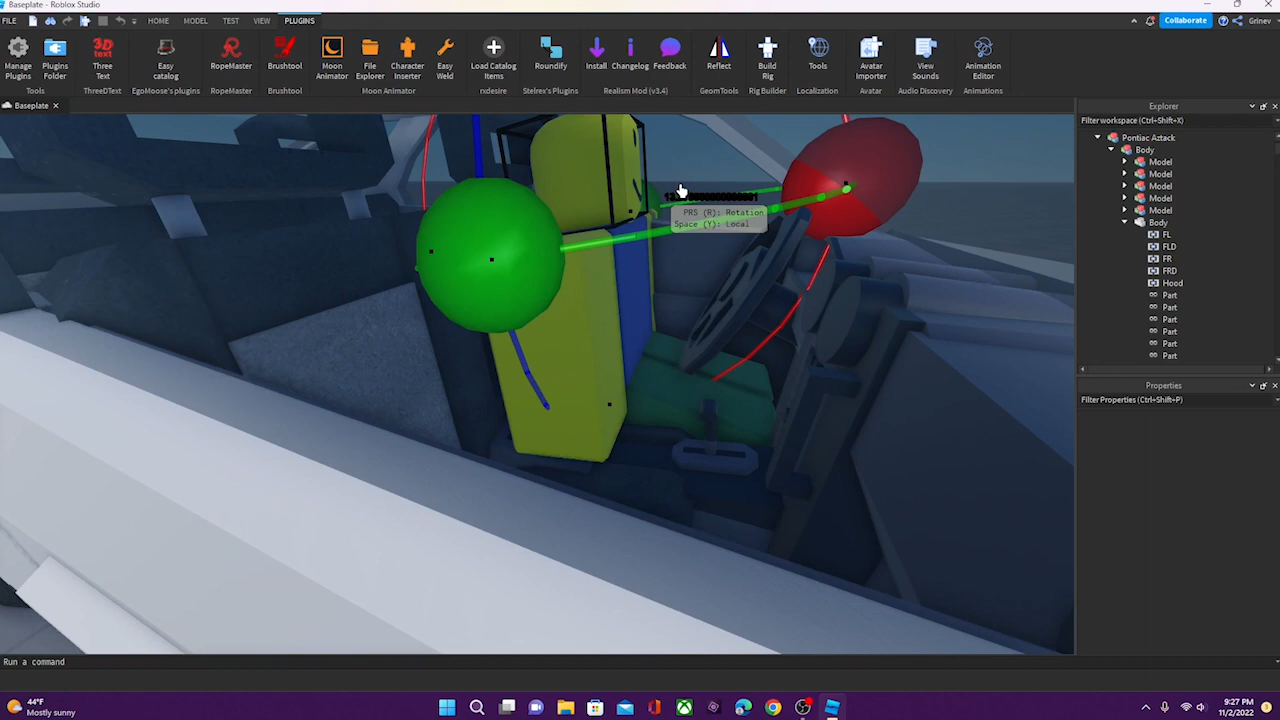 Baseplate - Roblox Studio
FILE HOME MODEL TEST VIEW PLUGINS Collaborate Grinev
Manage Plugins
Plugins Folder
Three Text
Easy catalog
RopeMaster
Brushtool
Moon Animator
File Explorer
Character Inserter
Easy Weld
Load Catalog Items
Roundify
Install
Changelog
Feedback
Reflect
Build Rig
Tools
Avatar Importer
View Sounds
Animation Editor
Tools ThreeDText EgoMoose's plugins RopeMaster Brushtool Moon Animator rxdesire Stelrex's Plugins Realism Mod (v3.4) GeomTools Rig Builder Localization Avatar Audio Discovery Animations
Baseplate
PRS (R): Rotation
Space (Y): Local
Explorer
Filter workspace (Ctrl+Shift+X)
Pontiac Aztack
Body
Model
Model
Model
Model
Model
Body
FL
FLD
FR
FRD
Hood
Part
Part
Part
Part
Part
Part
Properties
Filter Properties (Ctrl+Shift+P)
Run a command
44°F
Mostly sunny
9:27 PM
11/2/2022